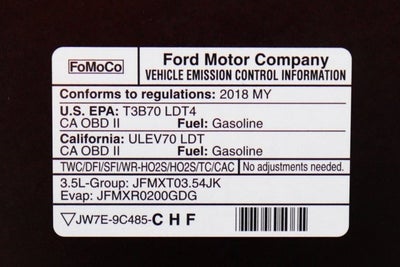 FoMoCo
Ford Motor Company
VEHICLE EMISSION CONTROL INFORMATION
Conforms to regulations: 2018 MY
U.S. EPA: T3B70 LDT4
CA OBD II Fuel: Gasoline
California: ULEV70 LDT
CA OBD II Fuel: Gasoline
TWC/DFI/SFI/WR-HO2S/HO2S/TC/CAC No adjustments needed.
3.5L-Group: JFMXT03.54JK
Evap: JFMXR0200GDG
JW7E-9C485-CHF